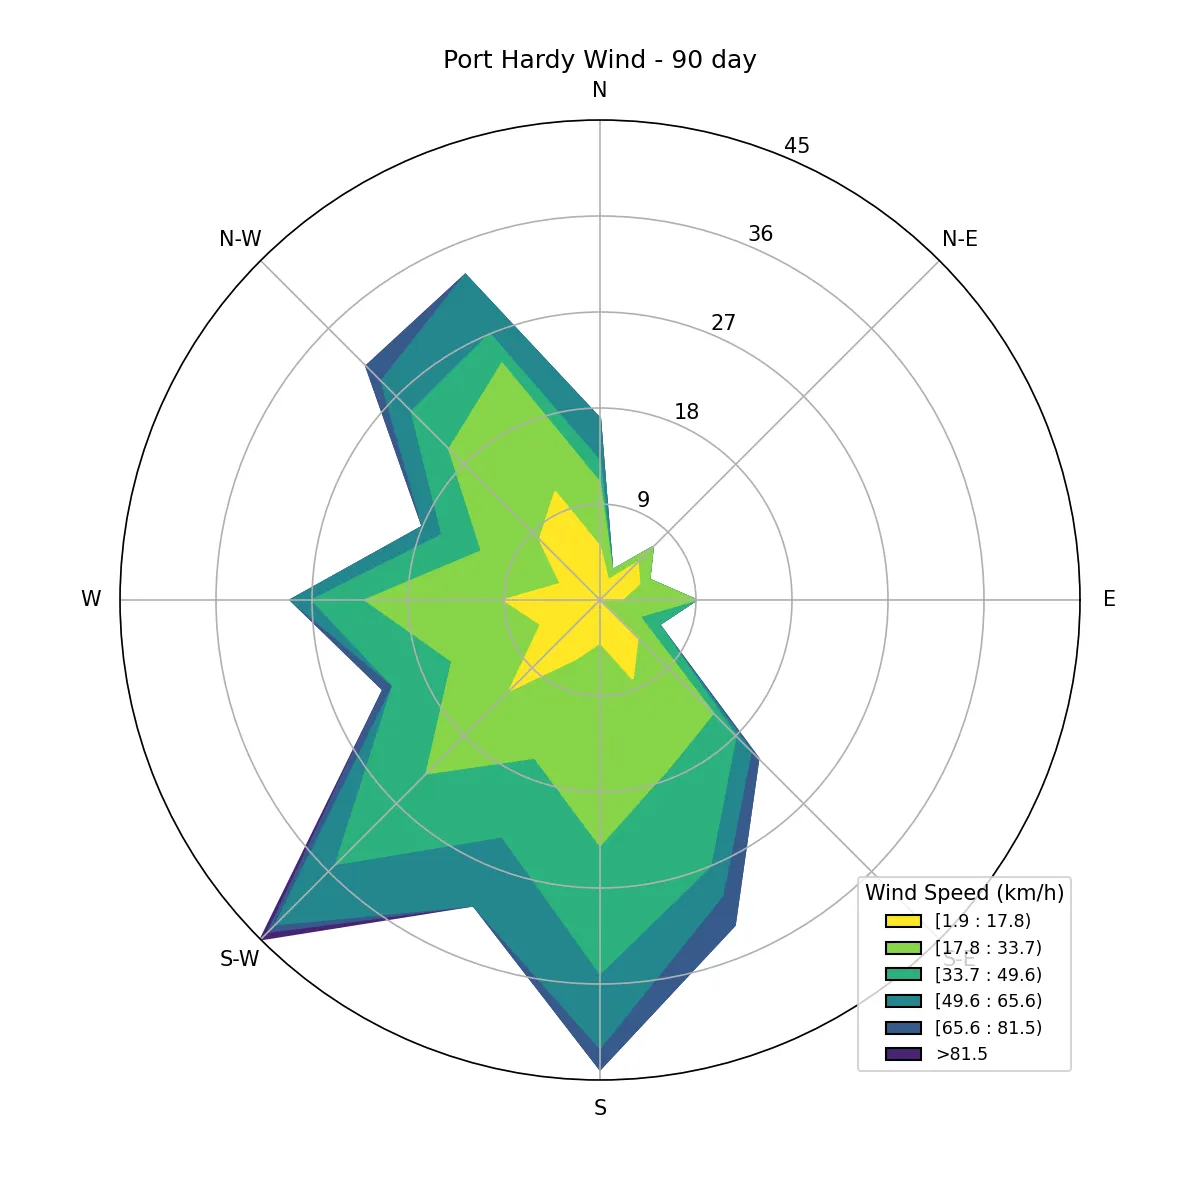 Port Hardy Wind - 90 day
N
45
N-W
36
N-E
27
18
9
W
E
Wind Speed (km/h)
[1.9 : 17.8)
[17.8 : 33.7)
S-W
S-E
[33.7 : 49.6)
[49.6 : 65.6)
[65.6 : 81.5)
>81.5
S